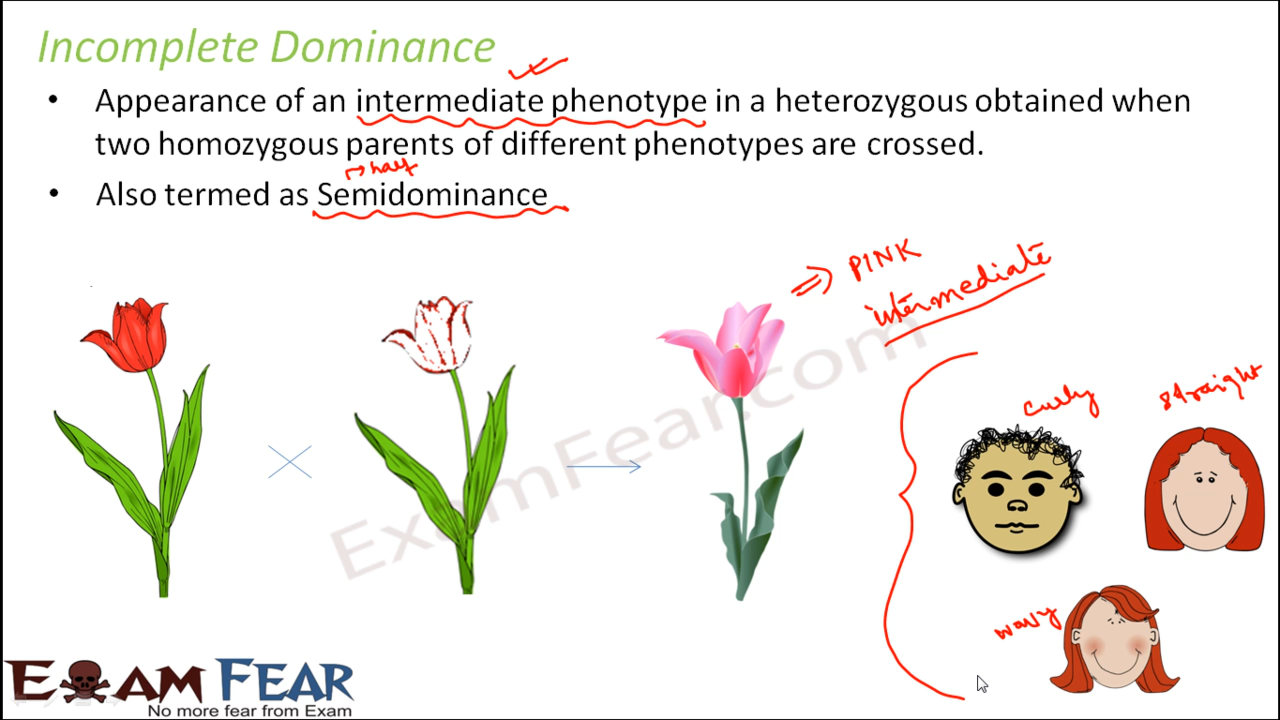 Incomplete Dominance
• Appearance of an intermediate phenotype in a heterozygous obtained when
two homozygous parents of different phenotypes are crossed.
→ half
• Also termed as Semidominance
⇒ PINK
intermediate
ExamFear.com
curly
straight
wavy
EXAM FEAR
No more fear from Exam